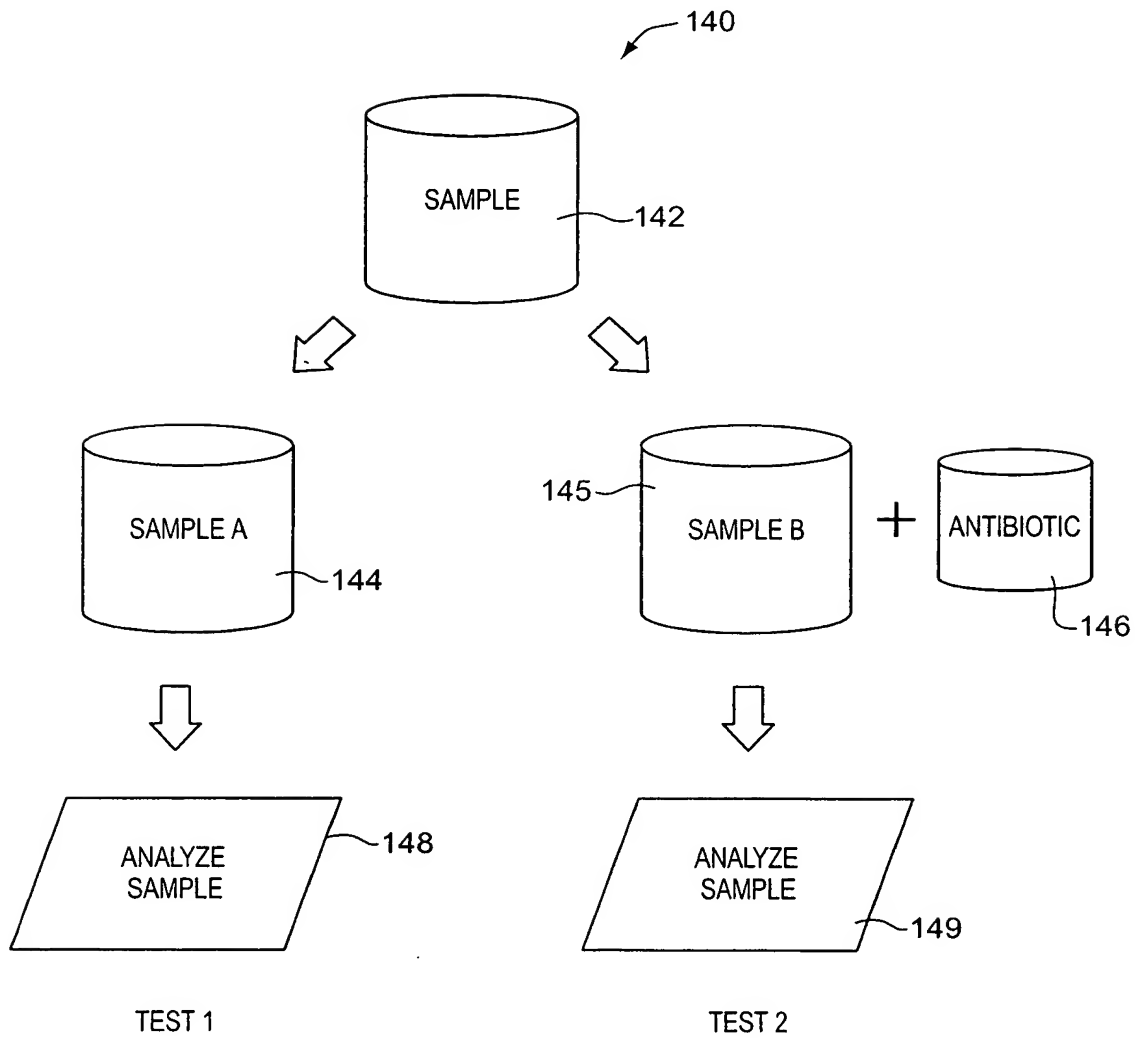 140
SAMPLE
142
SAMPLE A
144
145
SAMPLE B
+
ANTIBIOTIC
146
ANALYZE
SAMPLE
148
ANALYZE
SAMPLE
149
TEST 1
TEST 2